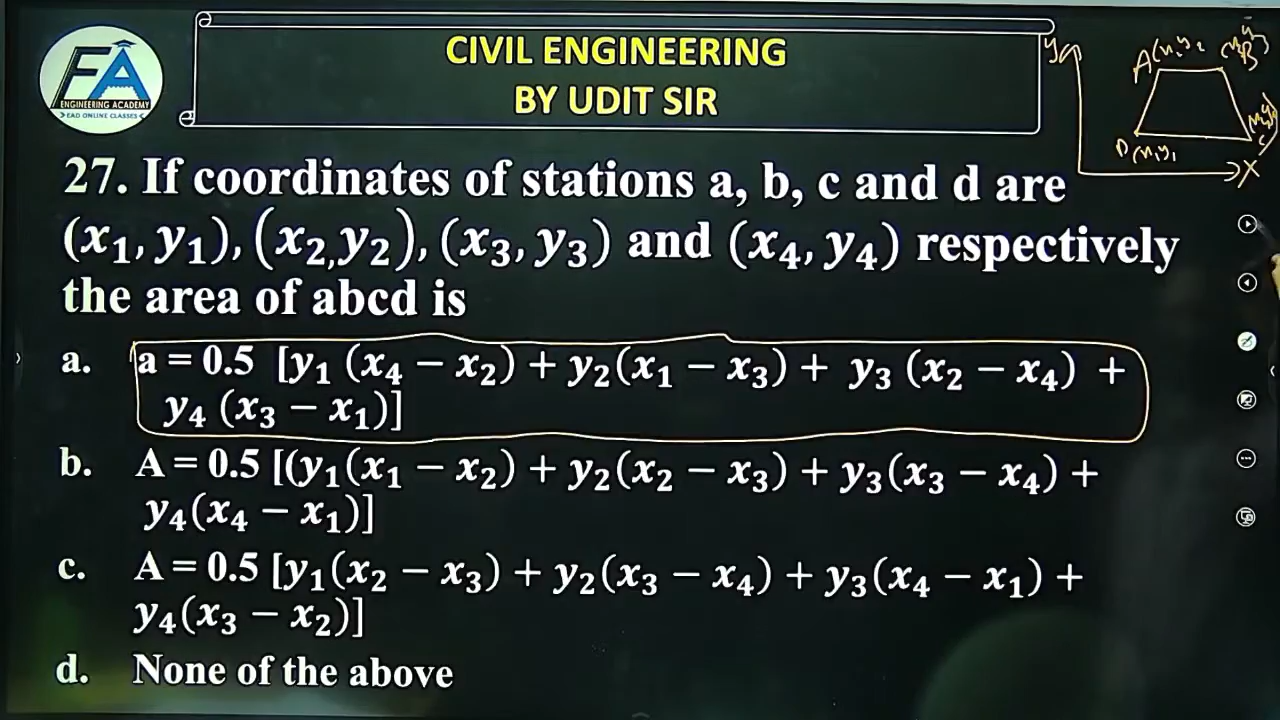 CIVIL ENGINEERING
BY UDIT SIR
EA
ENGINEERING ACADEMY
EAD ONLINE CLASSES
27. If coordinates of stations a, b, c and d are
(x₁, y₁), (x₂,y₂), (x₃, y₃) and (x₄, y₄) respectively
the area of abcd is
a. a = 0.5 [y₁ (x₄ − x₂) + y₂(x₁ − x₃) + y₃ (x₂ − x₄) +
y₄ (x₃ − x₁)]
b. A = 0.5 [(y₁(x₁ − x₂) + y₂(x₂ − x₃) + y₃(x₃ − x₄) +
y₄(x₄ − x₁)]
c. A = 0.5 [y₁(x₂ − x₃) + y₂(x₃ − x₄) + y₃(x₄ − x₁) +
y₄(x₃ − x₂)]
d. None of the above
y
A
B
D
C
X